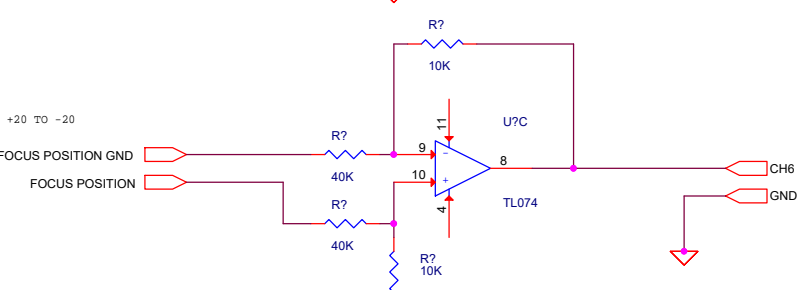 R?
10K
+20 TO -20
11
U?C
R?
FOCUS POSITION GND
9
8
CH6
40K
10
FOCUS POSITION
GND
R?
4
TL074
40K
R?
10K